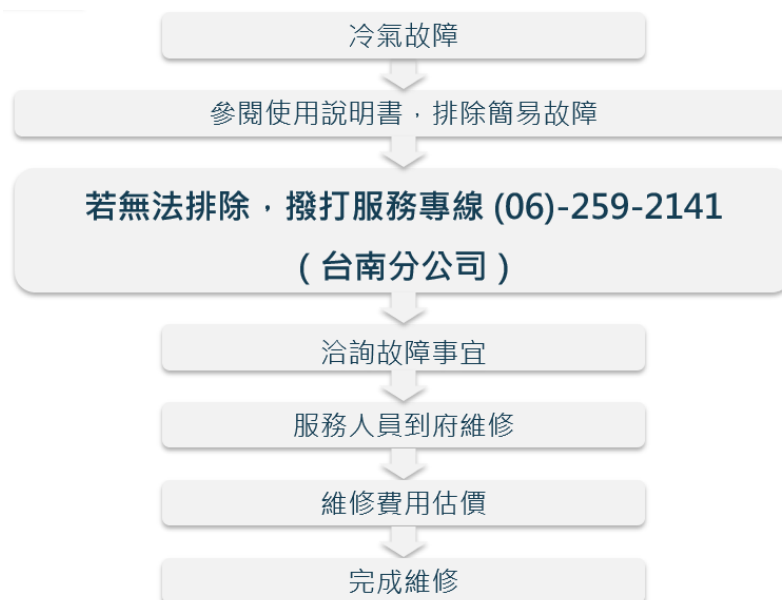 冷氣故障
參閱使用說明書，排除簡易故障
若無法排除，撥打服務專線 (06)-259-2141
( 台南分公司 )
洽詢故障事宜
服務人員到府維修
維修費用估價
完成維修